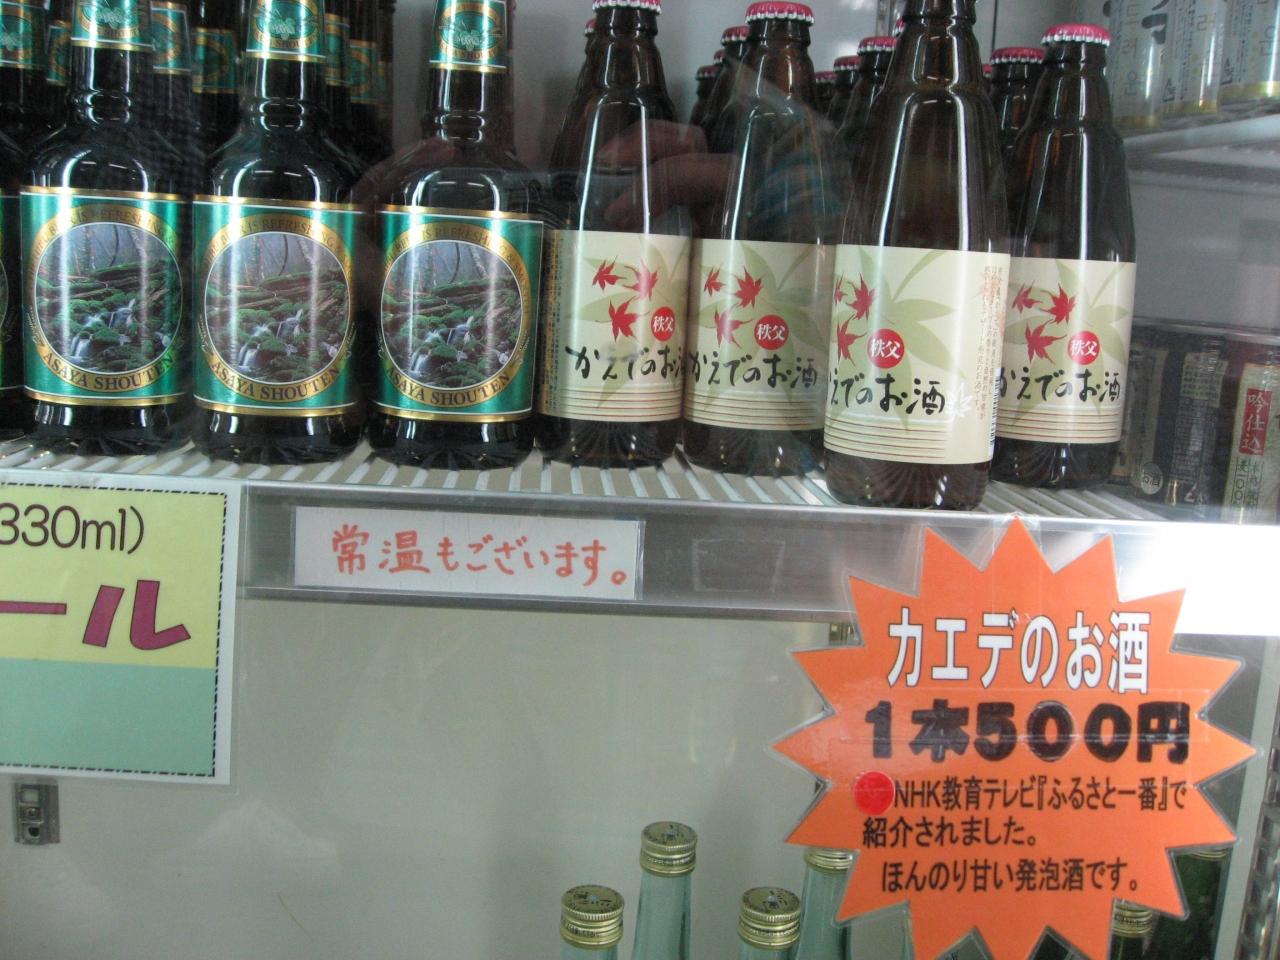 ASAYA SHOUTEN
ASAYA SHOUTEN
ASAYA SHOUTEN
秩父
かえでのお
秩父
かえでのお酒
秩父
えでのお酒
秩父
かえでのお酒
吟仕込
お酒
330ml)
ール
常温もございます。
カエデのお酒
1本500円
NHK教育テレビ『ふるさと一番』で
紹介されました。
ほんのり甘い発泡酒です。